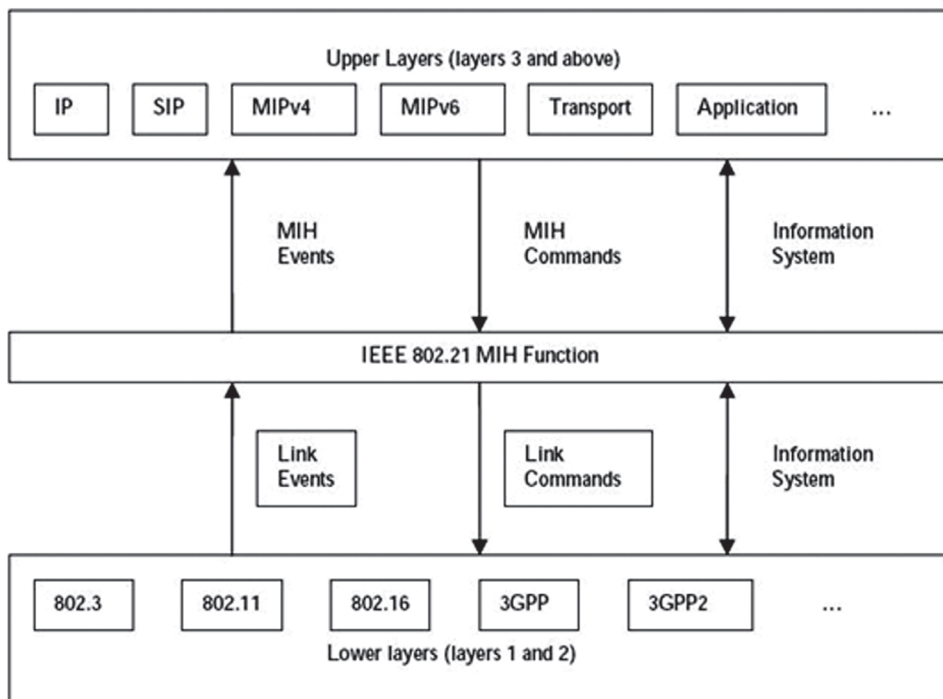 Upper Layers (layers 3 and above)
IP SIP MIPv4 MIPv6 Transport Application ...
MIH
Events
MIH
Commands
Information
System
IEEE 802.21 MIH Function
Link
Events
Link
Commands
Information
System
802.3 802.11 802.16 3GPP 3GPP2 ...
Lower layers (layers 1 and 2)